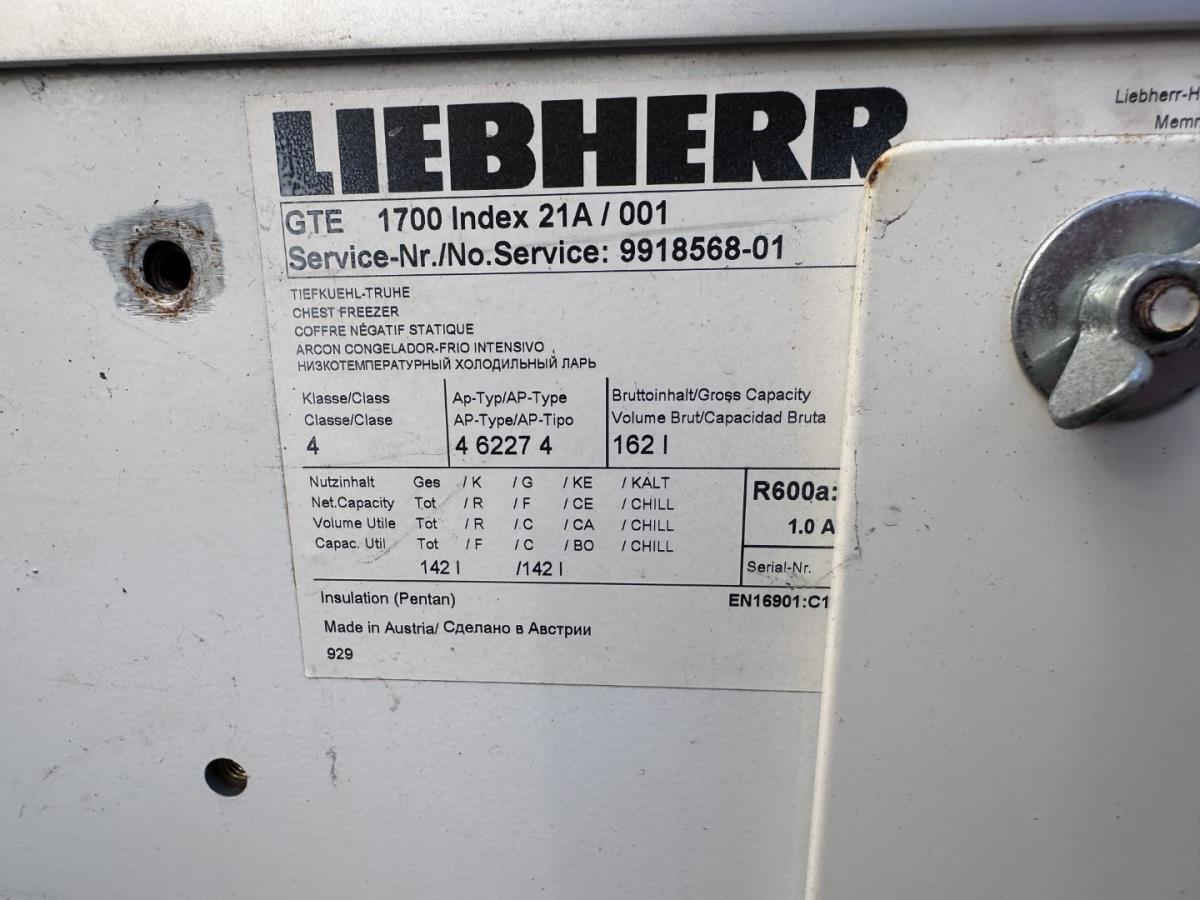 LIEBHERR
Liebherr-H
Memm
GTE 1700 Index 21A / 001
Service-Nr./No.Service: 9918568-01
TIEFKUEHL-TRUHE
CHEST FREEZER
COFFRE NÉGATIF STATIQUE
ARCON CONGELADOR-FRIO INTENSIVO
НИЗКОТЕМПЕРАТУРНЫЙ ХОЛОДИЛЬНЫЙ ЛАРЬ
Klasse/Class Ap-Typ/AP-Type Bruttoinhalt/Gross Capacity
Classe/Clase AP-Type/AP-Tipo Volume Brut/Capacidad Bruta
4 4 6227 4 162 l
Nutzinhalt Ges / K / G / KE / KALT
Net.Capacity Tot / R / F / CE / CHILL
Volume Utile Tot / R / C / CA / CHILL
Capac. Util Tot / F / C / BO / CHILL
142 l /142 l
R600a:
1.0 A
Serial-Nr.
Insulation (Pentan) EN16901:C1
Made in Austria/ Сделано в Австрии
929